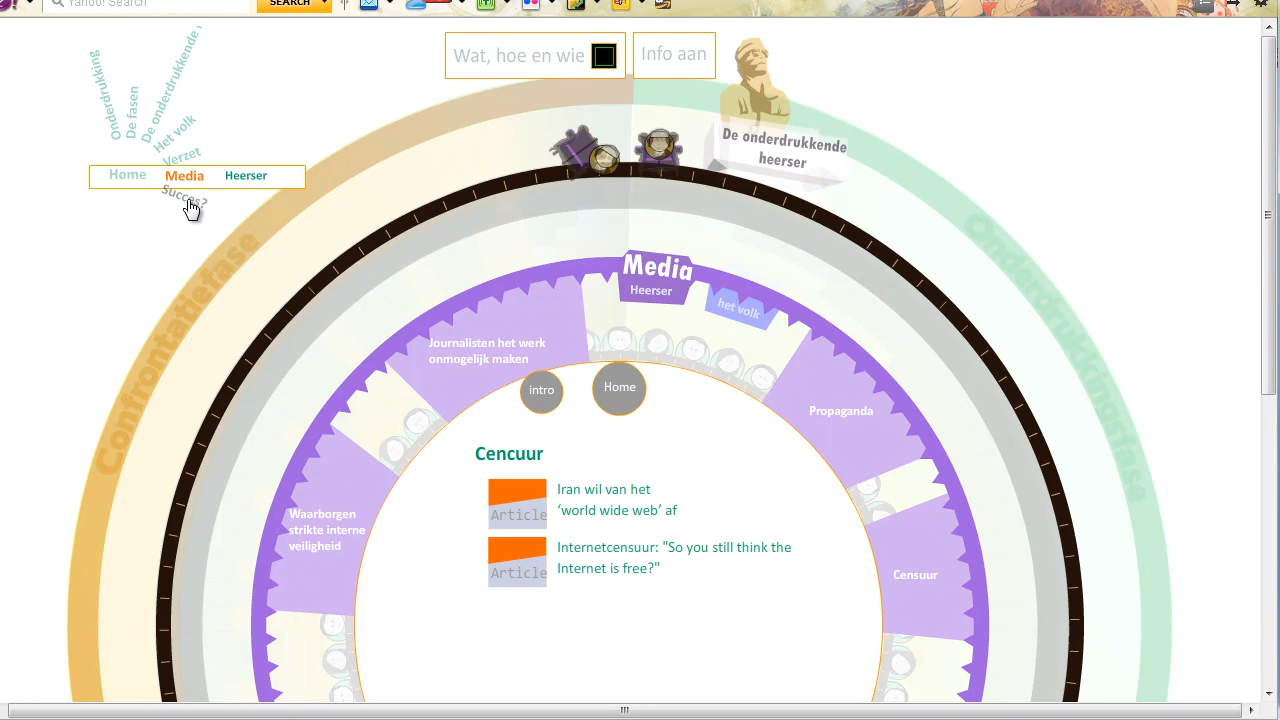 Yahoo! Search
SEARCH
Wat, hoe en wie
Info aan
Onderdrukking
De fasen
De onderdrukkende
Het volk
Verzet
Home
Media
Heerser
Succes?
De onderdrukkende
heerser
Confrontatiefase
Onderdrukkingsfase
Media
Heerser
het volk
Journalisten het werk
onmogelijk maken
intro
Home
Propaganda
Waarborgen
strikte interne
veiligheid
Censuur
Cencuur
Article
Iran wil van het
‘world wide web’ af
Article
Internetcensuur: "So you still think the
Internet is free?"